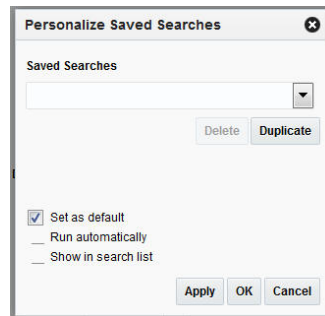 Personalize Saved Searches
Saved Searches
Delete Duplicate
Set as default
Run automatically
Show in search list
Apply OK Cancel